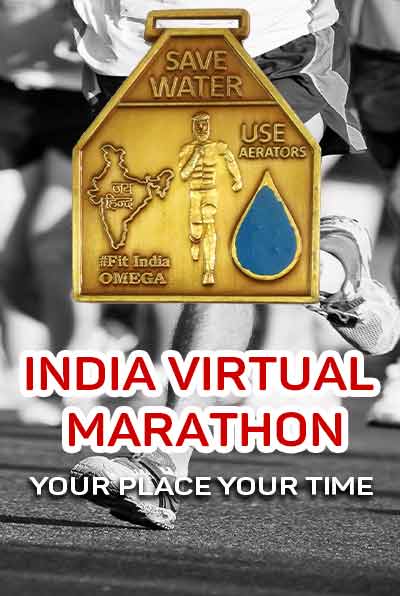 SAVE
WATER
USE
AERATORS
जय
हिन्द
#Fit India
OMEGA
INDIA VIRTUAL
MARATHON
YOUR PLACE YOUR TIME